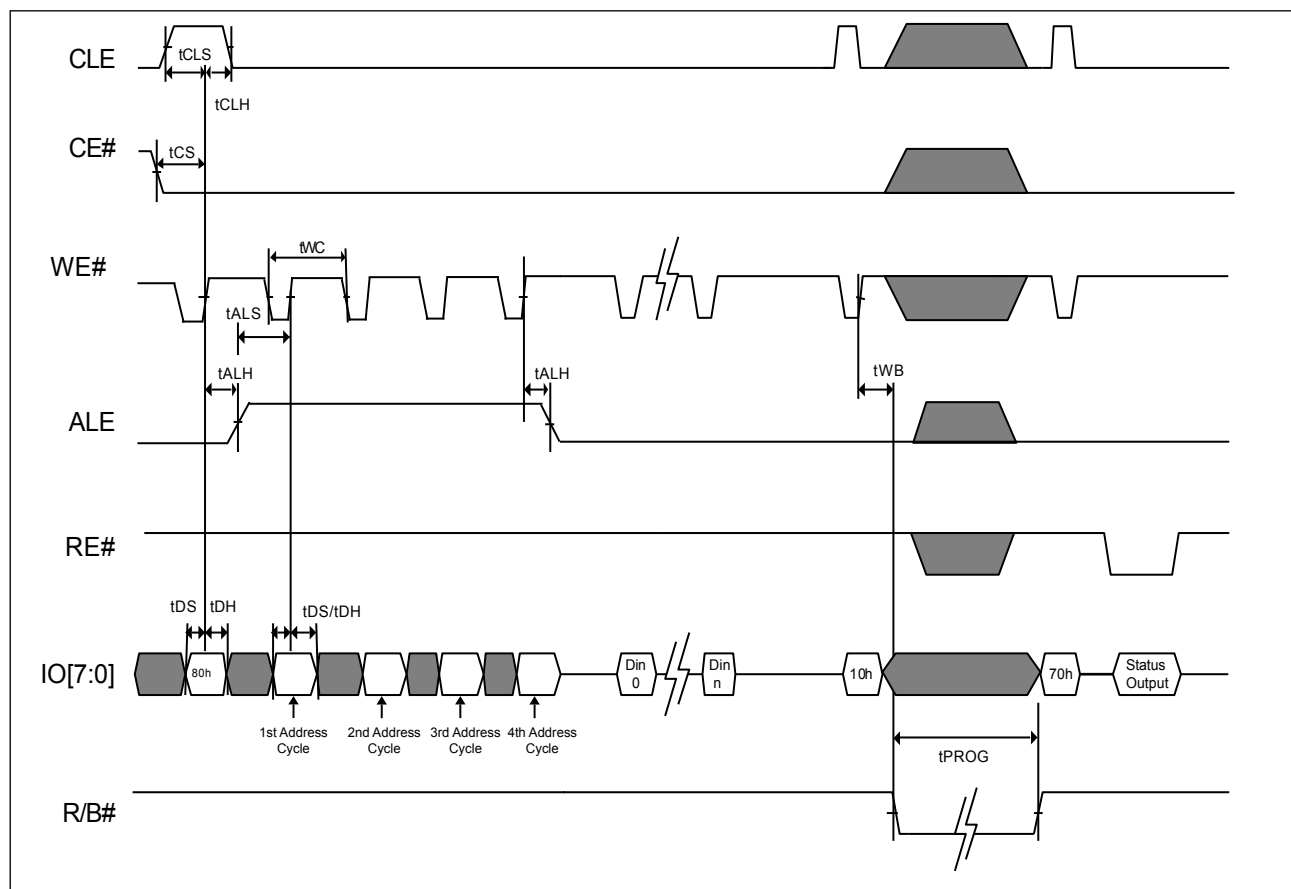 CLE
tCLS
tCLH
CE#
tCS
WE#
tWC
tALS
tALH
tALH
tWB
ALE
RE#
tDS
tDH
tDS/tDH
IO[7:0]
80h
Din
0
Din
n
10h
70h
Status
Output
1st Address
Cycle
2nd Address
Cycle
3rd Address
Cycle
4th Address
Cycle
tPROG
R/B#